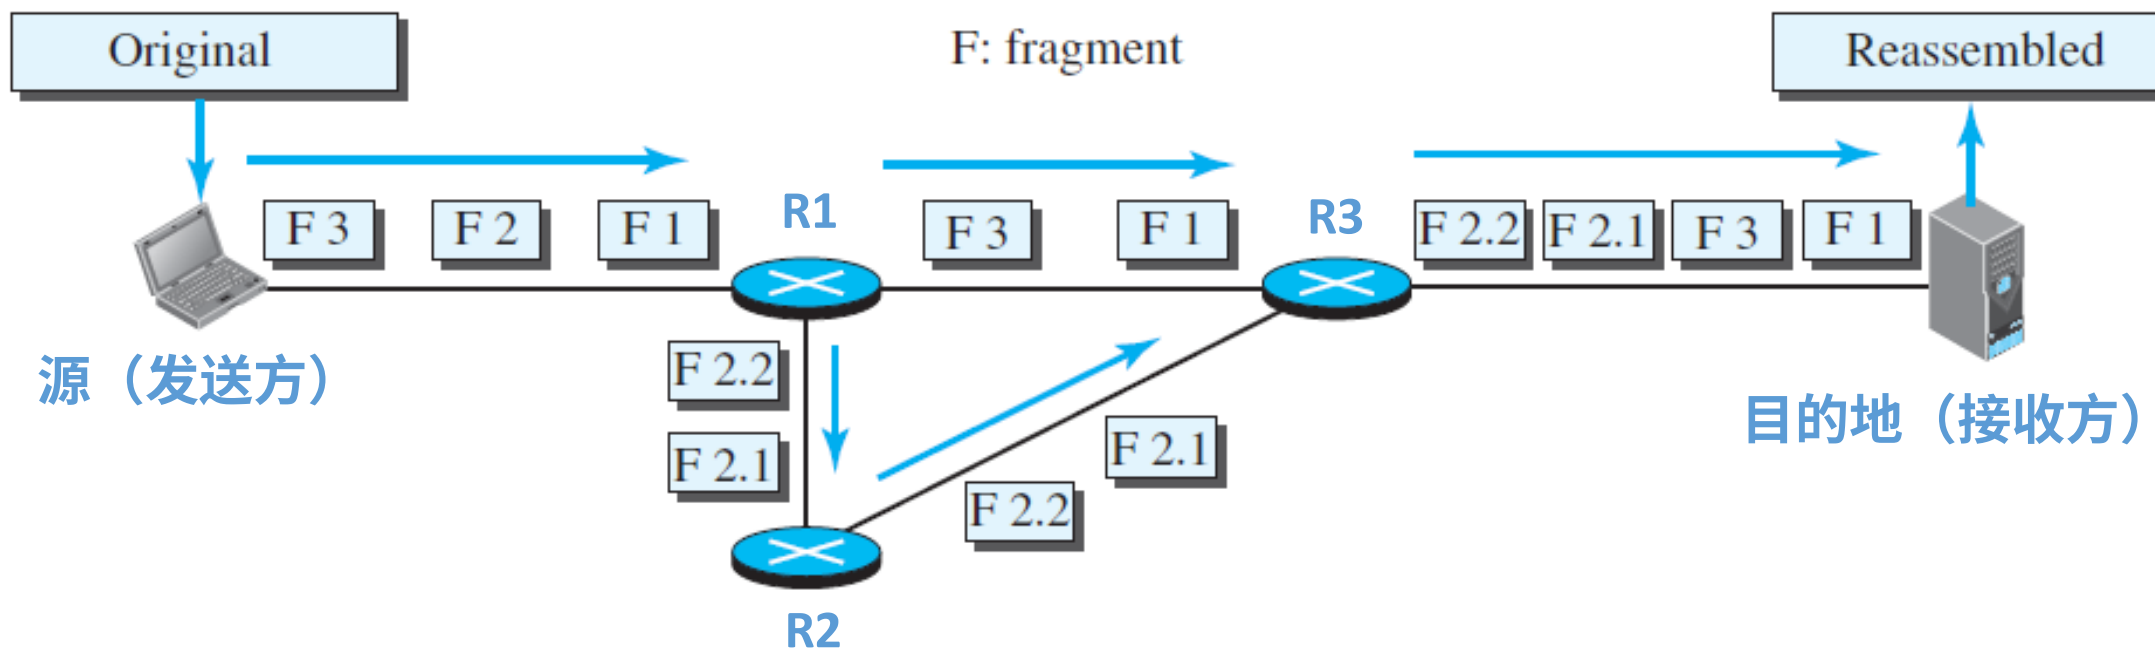 Original
F: fragment
Reassembled
F 3
F 2
F 1
R1
F 3
F 1
R3
F 2.2
F 2.1
F 3
F 1
源（发送方）
F 2.2
F 2.1
F 2.1
F 2.2
目的地（接收方）
R2